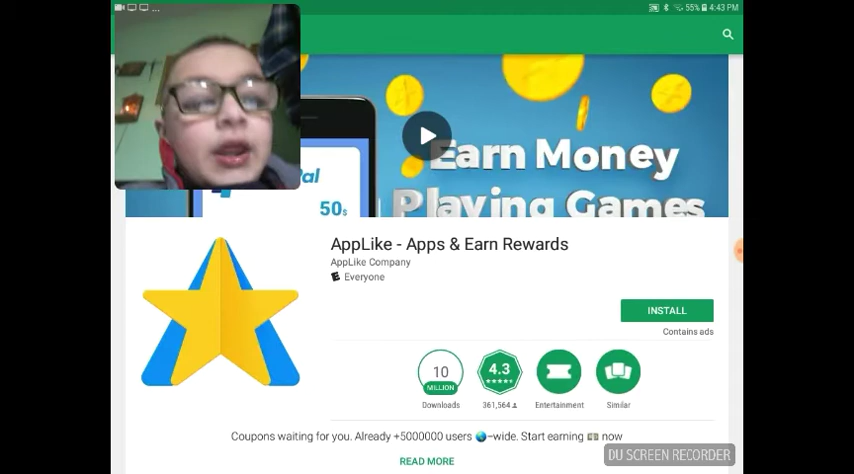 55% 4:43 PM
Earn Money
Playing Games
Pal
50$
AppLike - Apps & Earn Rewards
AppLike Company
E Everyone
INSTALL
Contains ads
10
MILLION
Downloads
4.3
361,564
Entertainment
Similar
Coupons waiting for you. Already +5000000 users 🌏-wide. Start earning 💵 now
READ MORE
DU SCREEN RECORDER